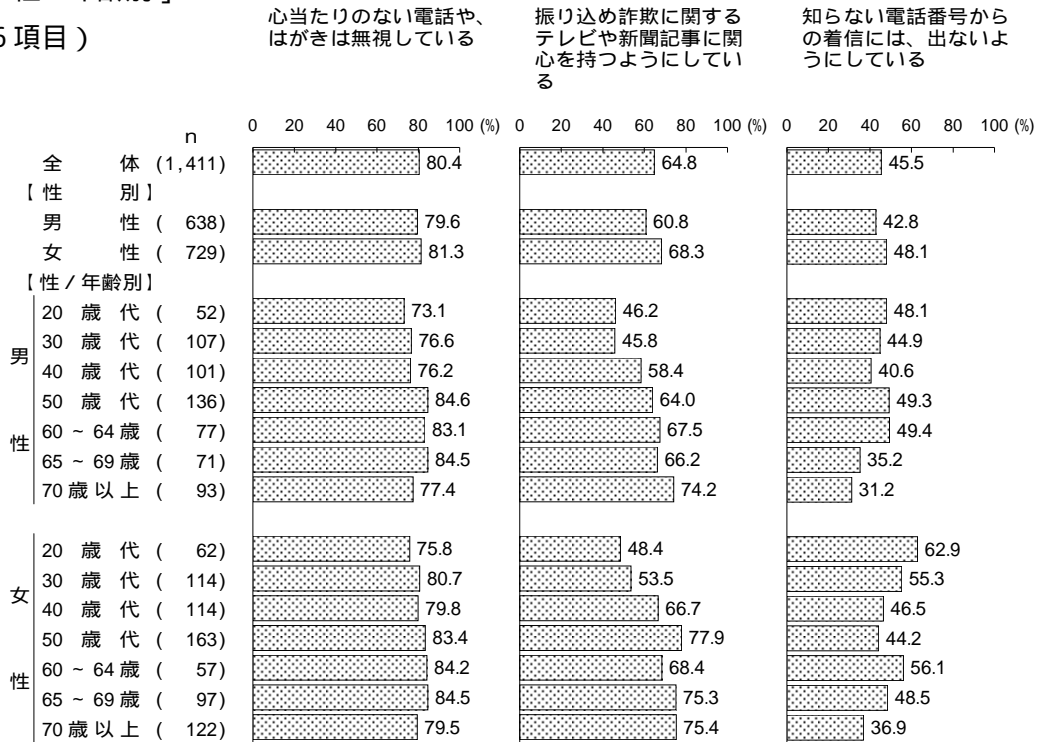 5項目)
心当たりのない電話や、
はがきは無視している
振り込め詐欺に関する
テレビや新聞記事に関
心を持つようにしてい
る
知らない電話番号から
の着信には、出ないよ
うにしている
n 0 20 40 60 80 100 (%) 0 20 40 60 80 100 (%) 0 20 40 60 80 100 (%)
全 体 (1,411) 80.4 64.8 45.5
【性 別】
男 性 ( 638) 79.6 60.8 42.8
女 性 ( 729) 81.3 68.3 48.1
【性/年齢別】
男性
20 歳 代 ( 52) 73.1 46.2 48.1
30 歳 代 ( 107) 76.6 45.8 44.9
40 歳 代 ( 101) 76.2 58.4 40.6
50 歳 代 ( 136) 84.6 64.0 49.3
60 ~ 64 歳 ( 77) 83.1 67.5 49.4
65 ~ 69 歳 ( 71) 84.5 66.2 35.2
70 歳 以 上 ( 93) 77.4 74.2 31.2
女性
20 歳 代 ( 62) 75.8 48.4 62.9
30 歳 代 ( 114) 80.7 53.5 55.3
40 歳 代 ( 114) 79.8 66.7 46.5
50 歳 代 ( 163) 83.4 77.9 44.2
60 ~ 64 歳 ( 57) 84.2 68.4 56.1
65 ~ 69 歳 ( 97) 84.5 75.3 48.5
70 歳 以 上 ( 122) 79.5 75.4 36.9